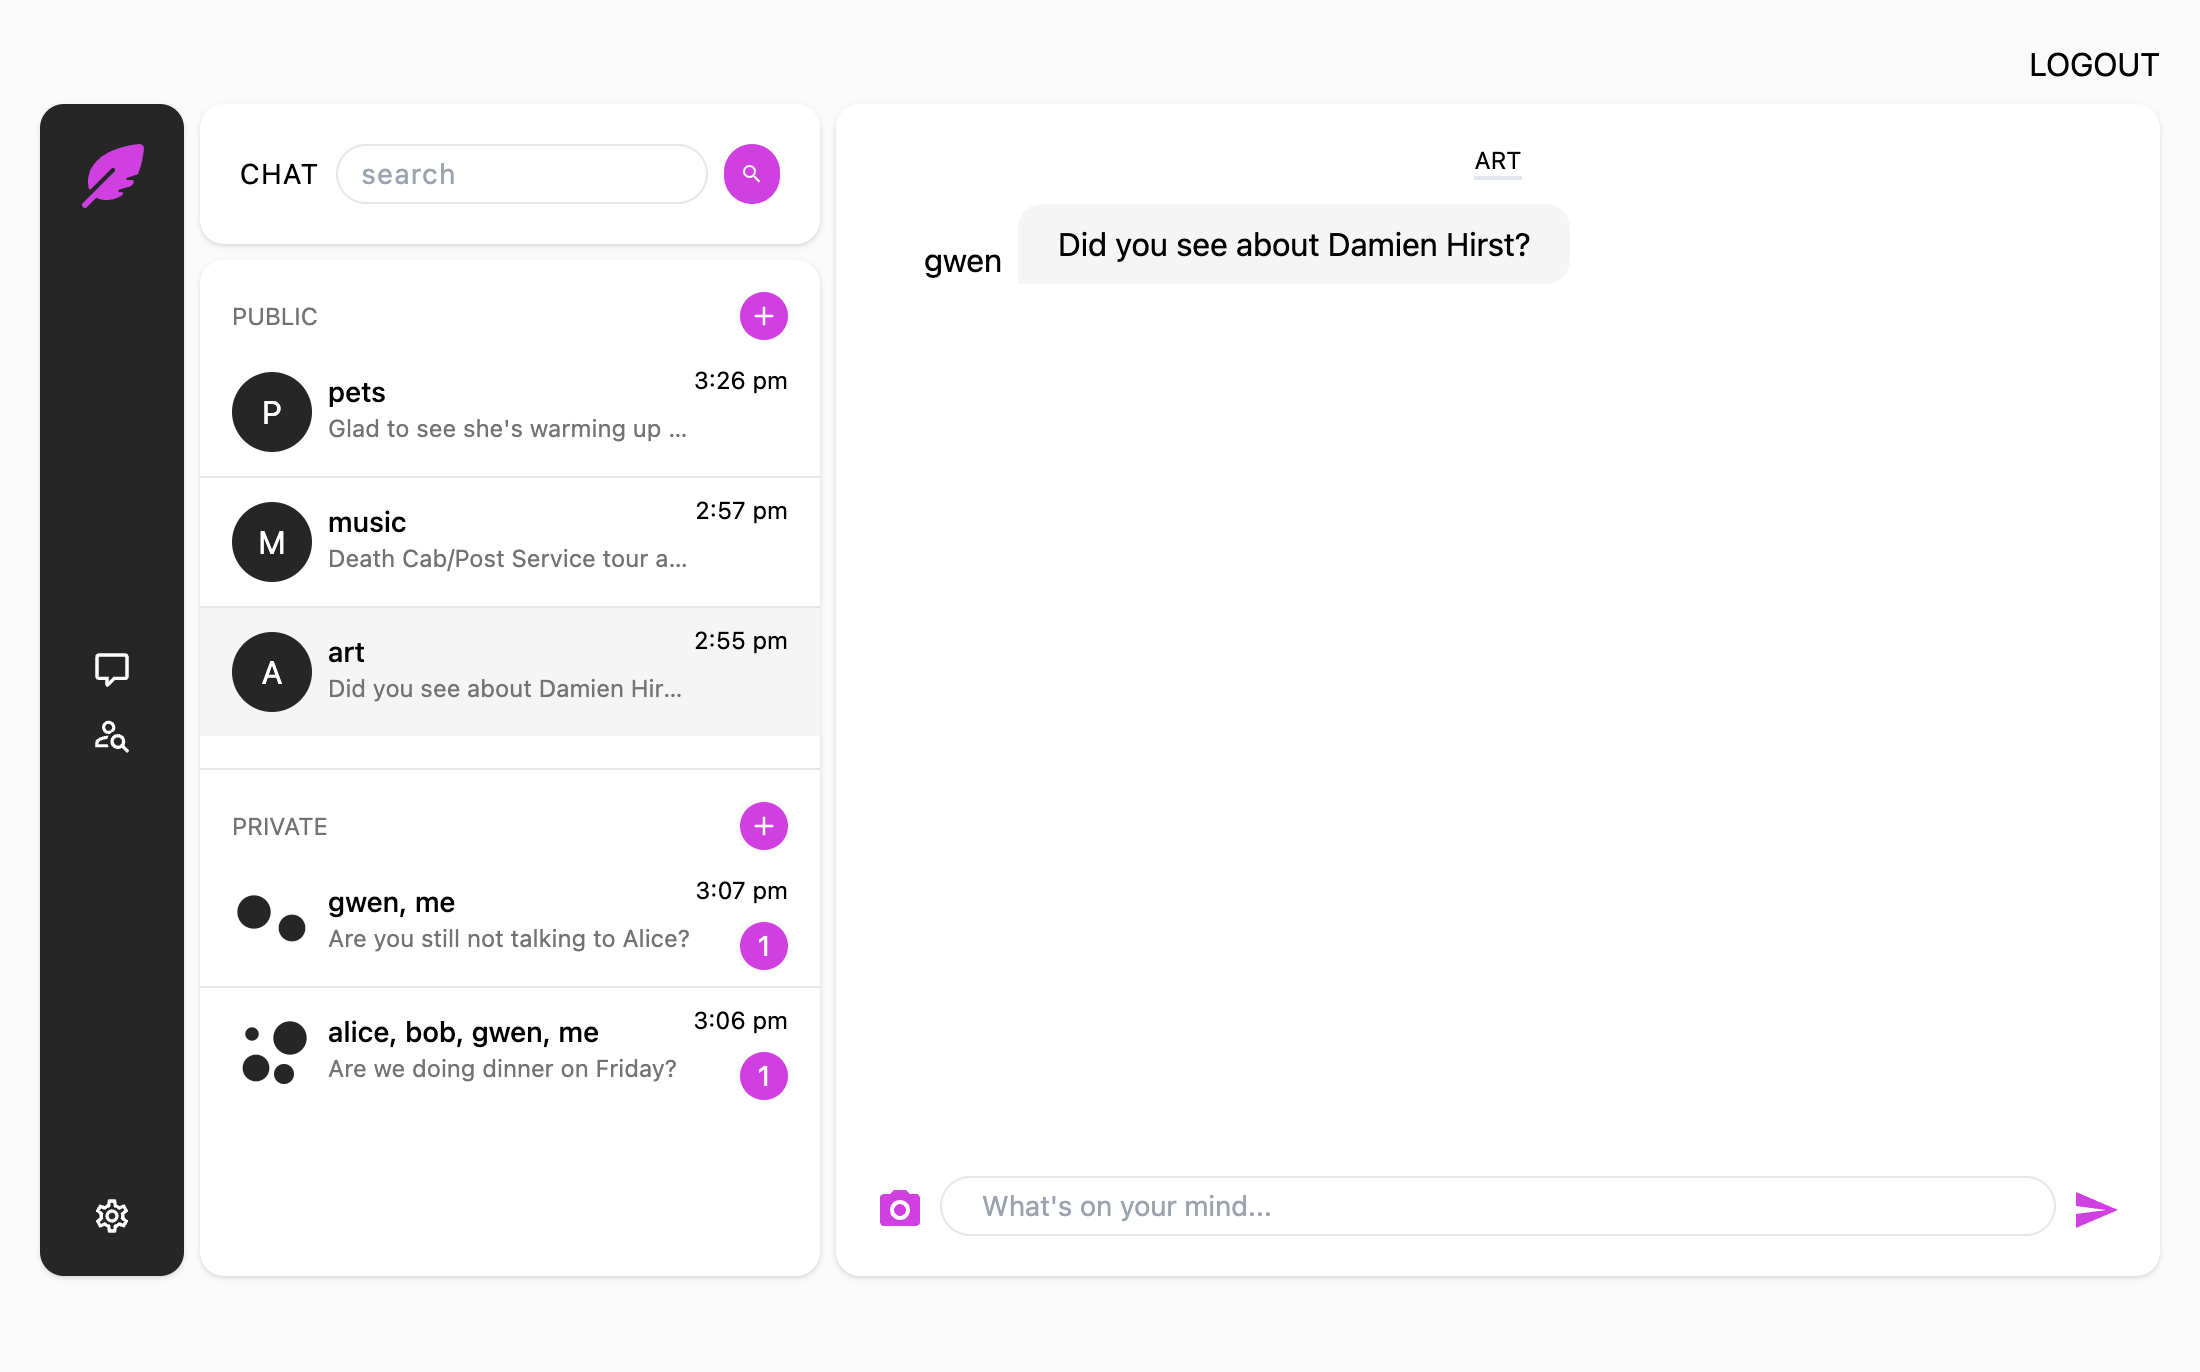 LOGOUT
CHAT
search
PUBLIC
P
pets
3:26 pm
Glad to see she's warming up ...
M
music
2:57 pm
Death Cab/Post Service tour a...
A
art
2:55 pm
Did you see about Damien Hir...
PRIVATE
gwen, me
3:07 pm
Are you still not talking to Alice?
1
alice, bob, gwen, me
3:06 pm
Are we doing dinner on Friday?
1
ART
gwen
Did you see about Damien Hirst?
What's on your mind...